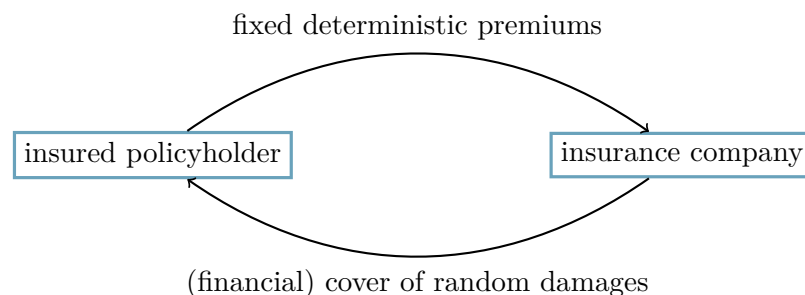 fixed deterministic premiums
insured policyholder
insurance company
(financial) cover of random damages